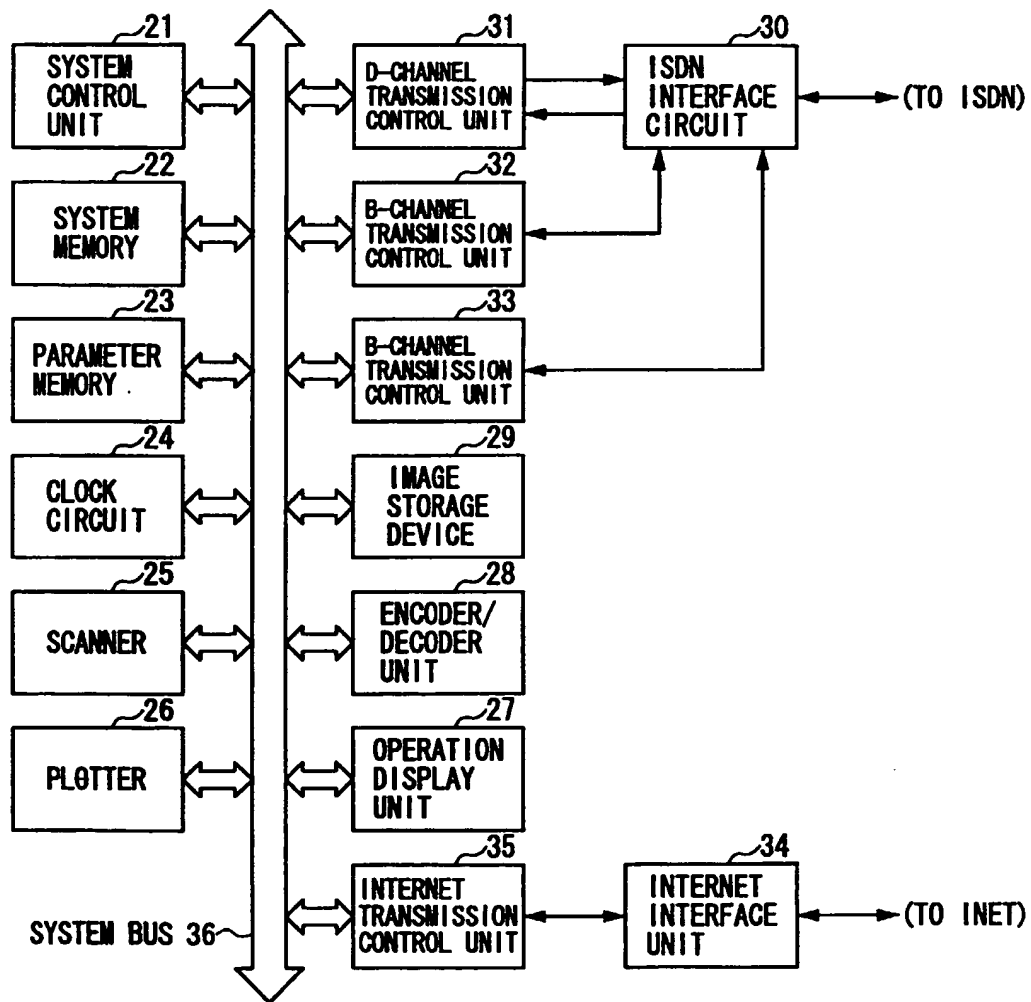 21
SYSTEM
CONTROL
UNIT
22
SYSTEM
MEMORY
23
PARAMETER
MEMORY
24
CLOCK
CIRCUIT
25
SCANNER
26
PLOTTER
SYSTEM BUS 36
31
D-CHANNEL
TRANSMISSION
CONTROL UNIT
32
B-CHANNEL
TRANSMISSION
CONTROL UNIT
33
B-CHANNEL
TRANSMISSION
CONTROL UNIT
29
IMAGE
STORAGE
DEVICE
28
ENCODER/
DECODER
UNIT
27
OPERATION
DISPLAY
UNIT
35
INTERNET
TRANSMISSION
CONTROL UNIT
30
ISDN
INTERFACE
CIRCUIT
(TO ISDN)
34
INTERNET
INTERFACE
UNIT
(TO INET)